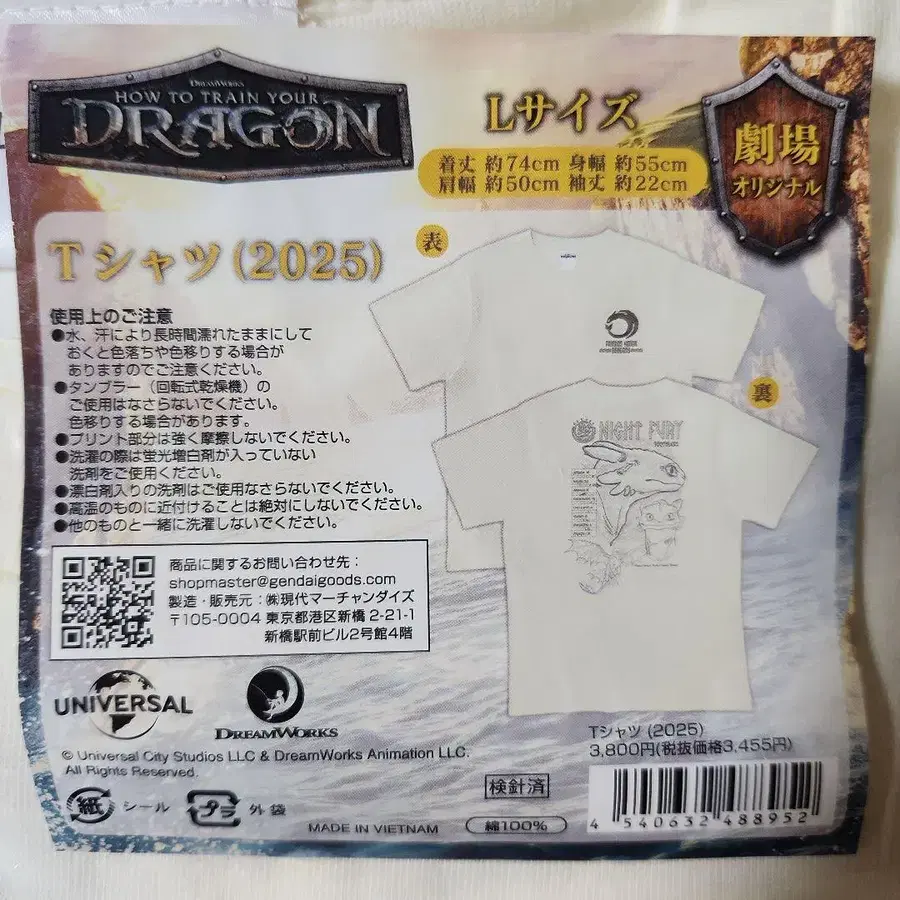 DREAMWORKS
HOW TO TRAIN YOUR
DRAGON
Lサイズ
着丈 約74cm 身幅 約55cm
肩幅 約50cm 袖丈 約22cm
劇場
オリジナル
Tシャツ(2025)
表
裏
NIGHT FURY
使用上のご注意
●水、汗により長時間濡れたままにして
おくと色落ちや色移りする場合が
ありますのでご注意ください。
●タンブラー（回転式乾燥機）の
ご使用はなさらないでください。
色移りする場合があります。
●プリント部分は強く摩擦しないでください。
●洗濯の際は蛍光増白剤が入っていない
洗剤をご使用ください。
●漂白剤入りの洗剤はご使用なさらないでください。
●高温のものに近付けることは絶対にしないでください。
●他のものと一緒に洗濯しないでください。
商品に関するお問い合わせ先：
shopmaster@gendaigoods.com
製造・販売元：㈱現代マーチャンダイズ
〒105-0004 東京都港区新橋 2-21-1
新橋駅前ビル2号館4階
UNIVERSAL
DREAMWORKS
© Universal City Studios LLC & DreamWorks Animation LLC.
All Rights Reserved.
Tシャツ(2025)
3,800円(税抜価格3,455円)
紙 シール プラ 外袋
検針済
MADE IN VIETNAM
綿100%
4 540632 488952